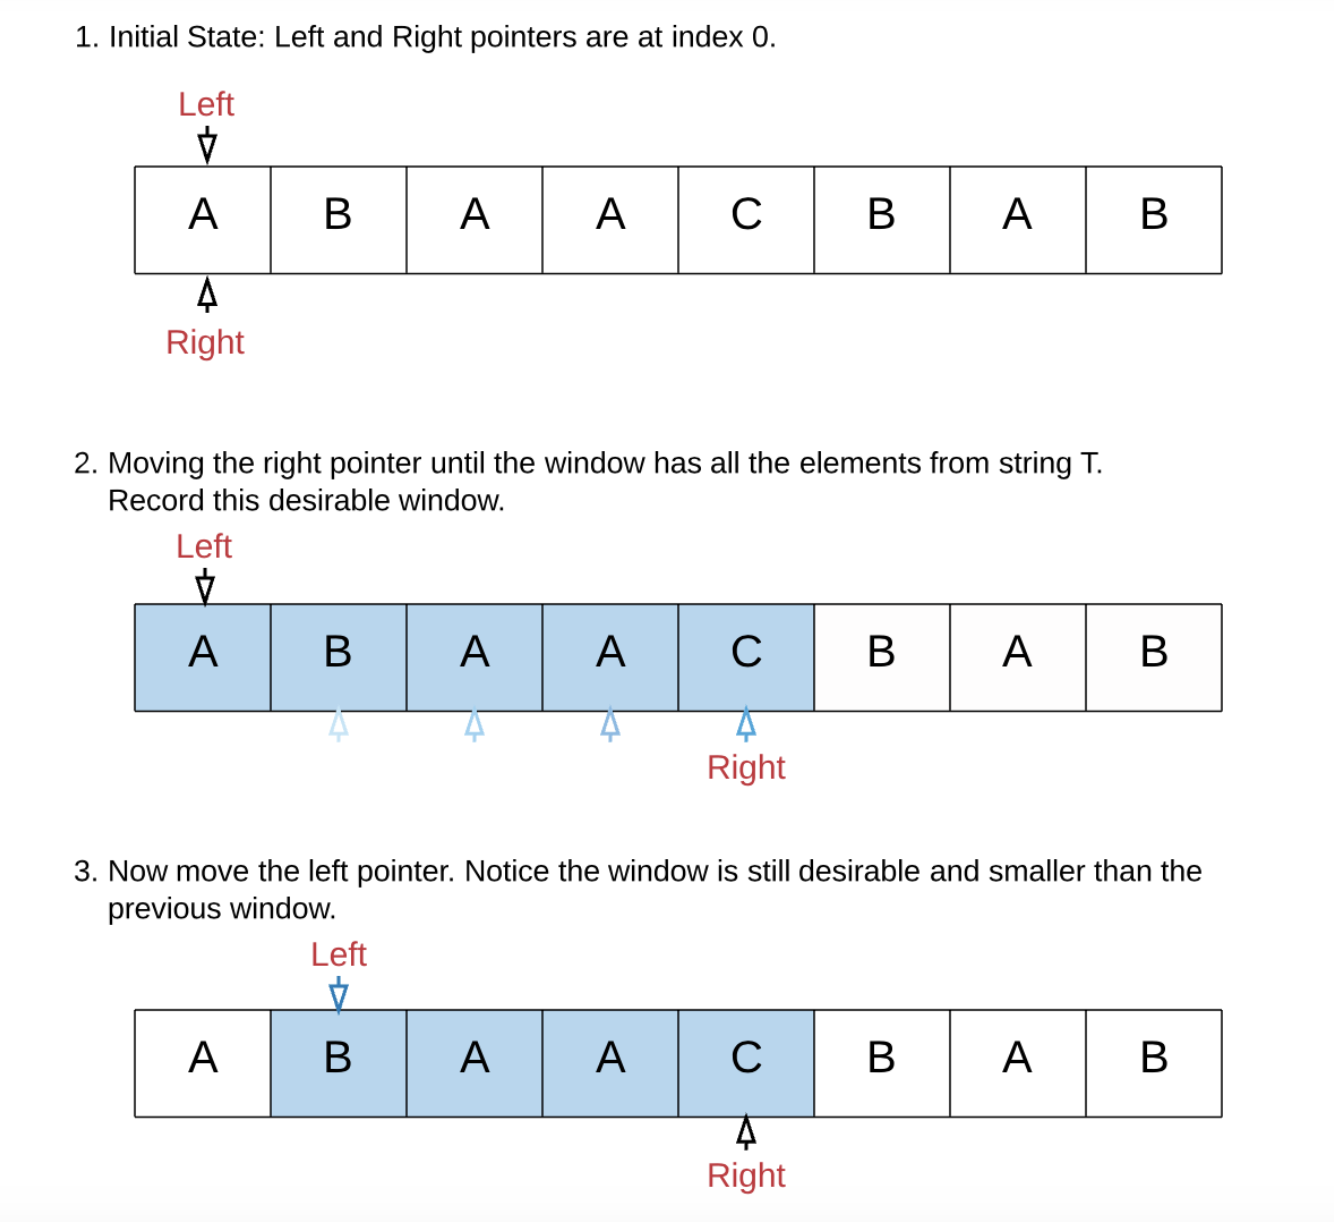 1. Initial State: Left and Right pointers are at index 0.
Left
A B A A C B A B
Right
2. Moving the right pointer until the window has all the elements from string T.
Record this desirable window.
Left
A B A A C B A B
Right
3. Now move the left pointer. Notice the window is still desirable and smaller than the
previous window.
Left
A B A A C B A B
Right